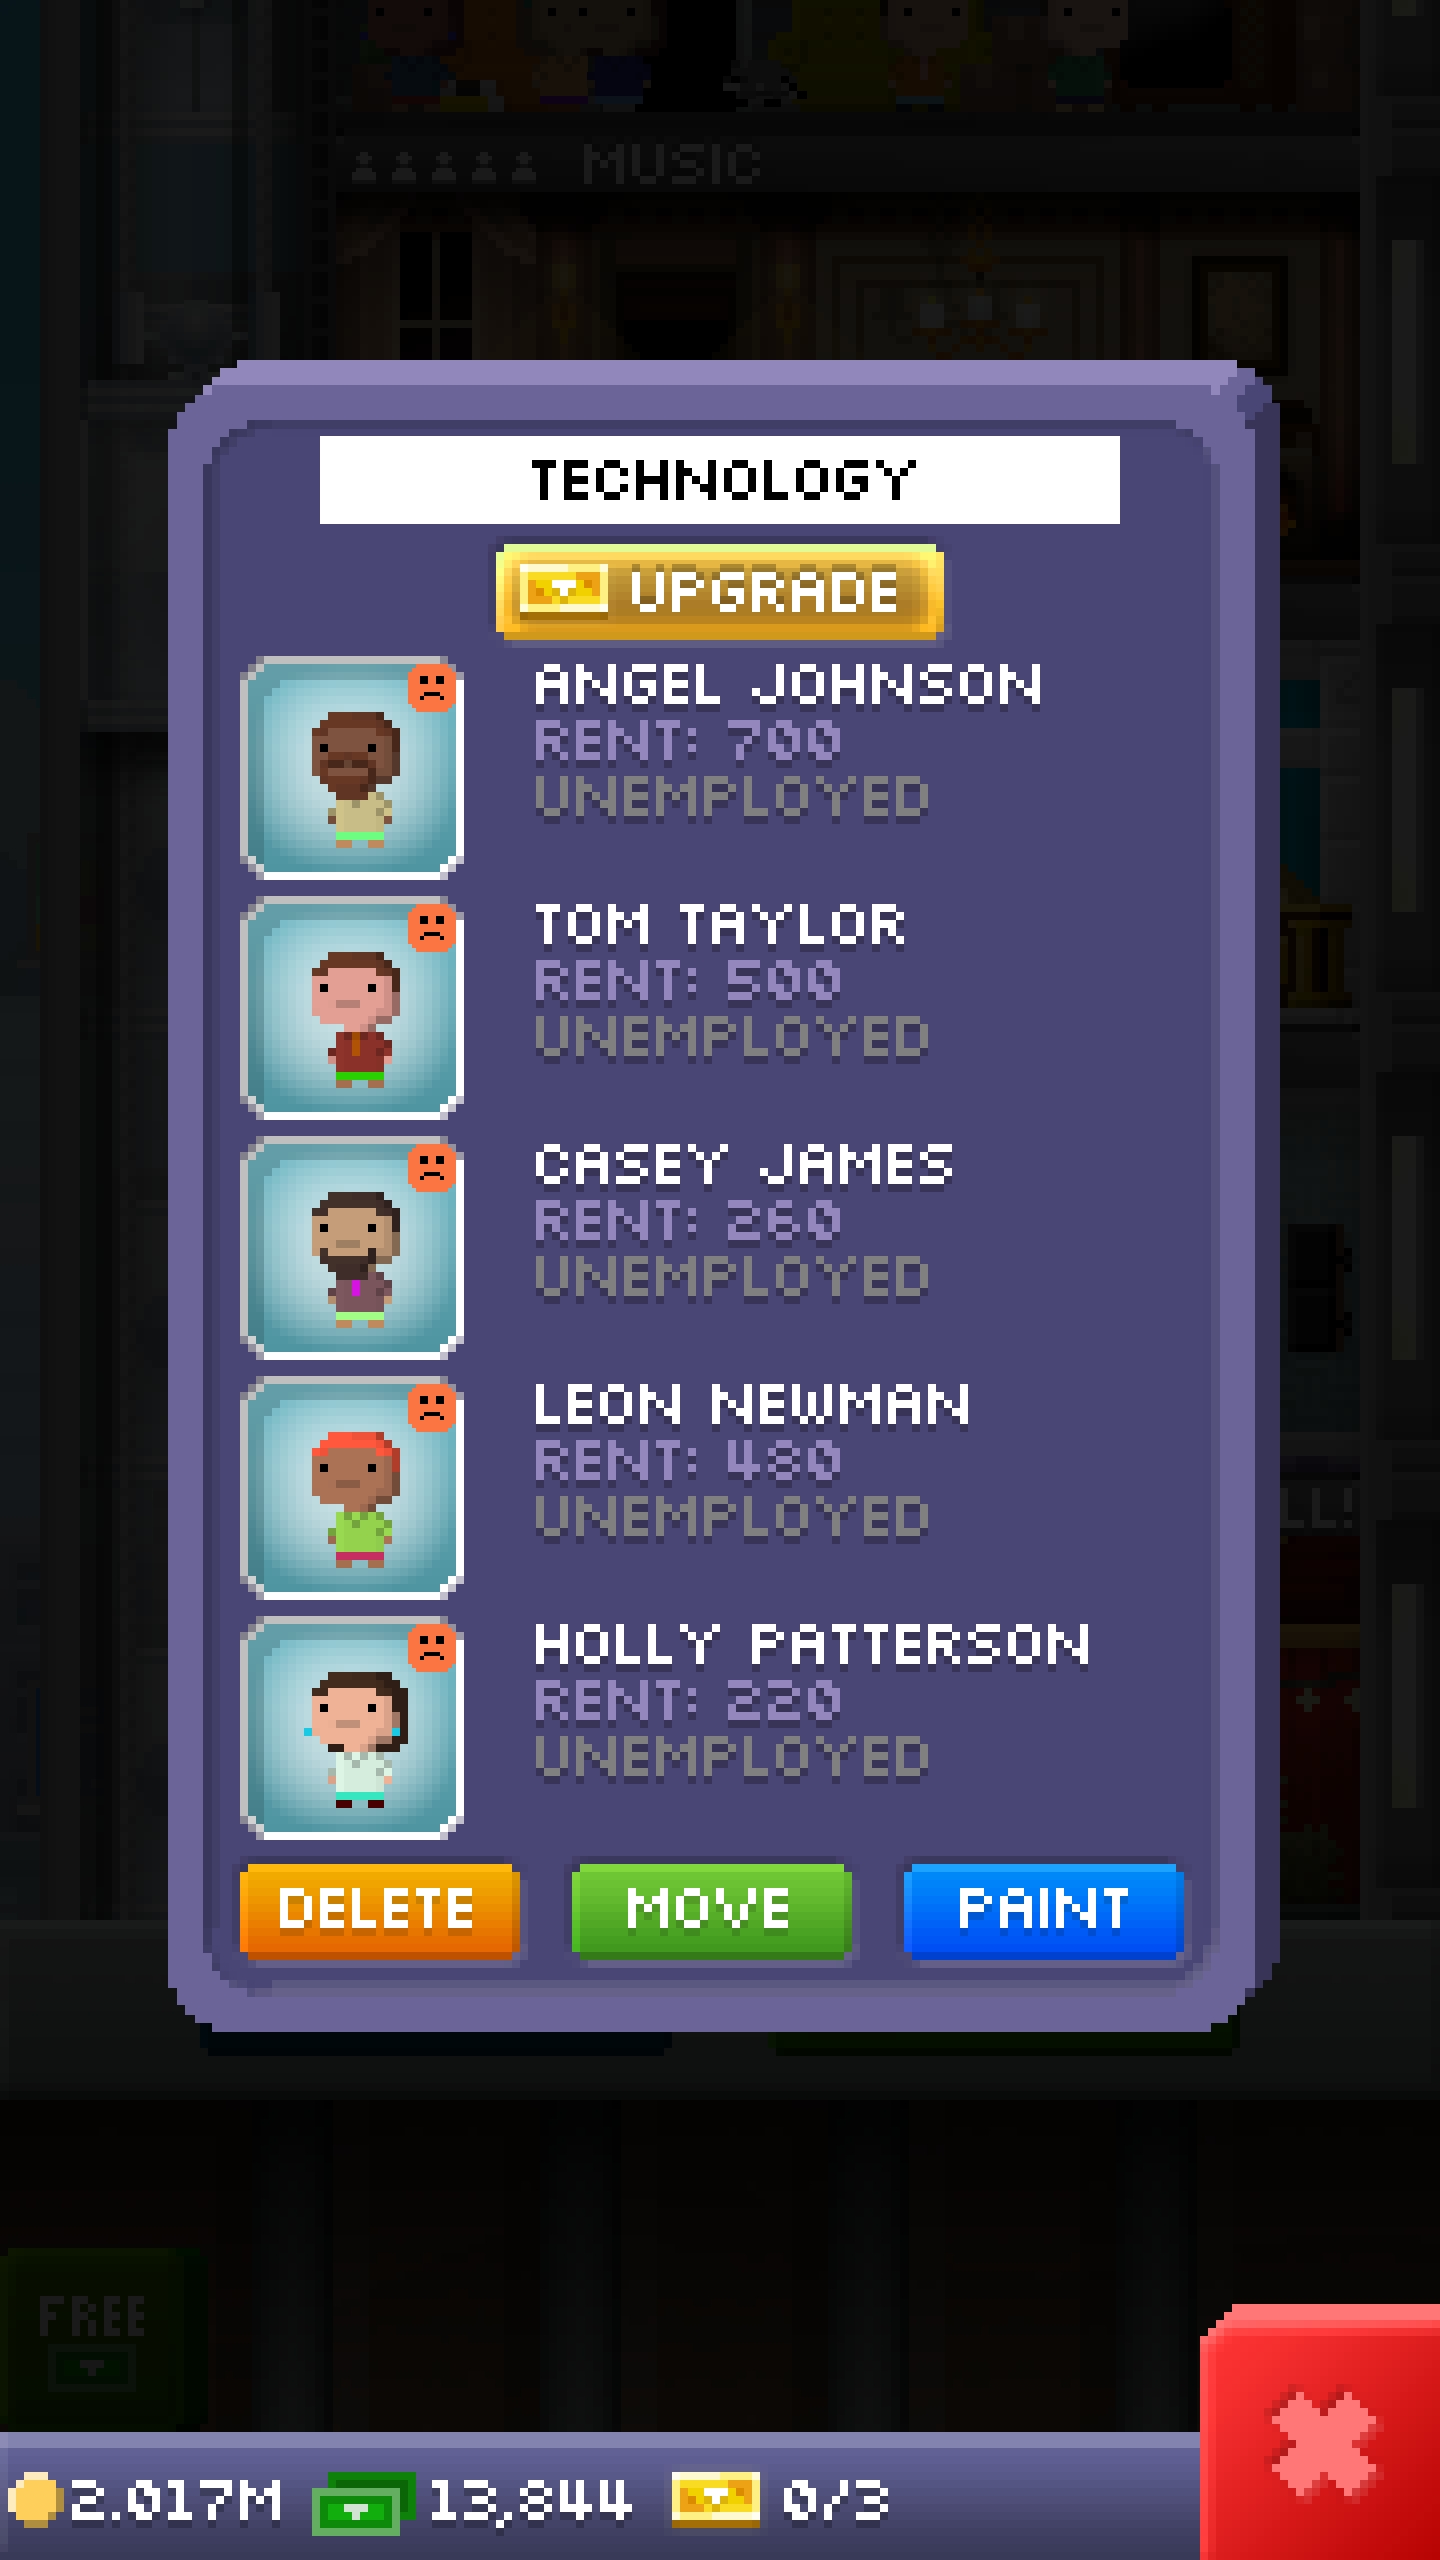 MUSIC
TECHNOLOGY
UPGRADE
ANGEL JOHNSON
RENT: 700
UNEMPLOYED
TOM TAYLOR
RENT: 500
UNEMPLOYED
CASEY JAMES
RENT: 260
UNEMPLOYED
LEON NEWMAN
RENT: 480
UNEMPLOYED
LL!
HOLLY PATTERSON
RENT: 220
UNEMPLOYED
DELETE MOVE PAINT
FREE
2.017M 13,844 0/3